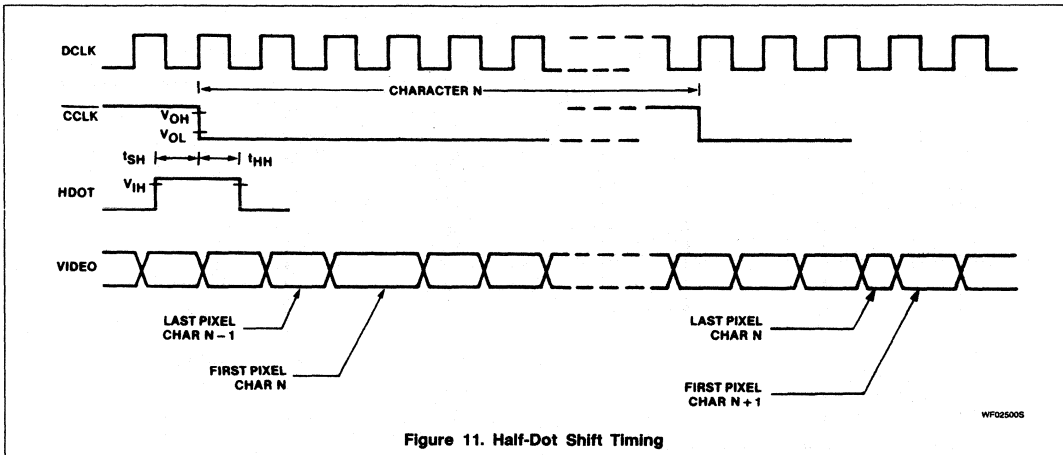 DCLK
CHARACTER N
CCLK
VOH
VOL
tSH
tHH
HDOT
VIH
VIDEO
LAST PIXEL
CHAR N – 1
FIRST PIXEL
CHAR N
LAST PIXEL
CHAR N
FIRST PIXEL
CHAR N + 1
WF02500S
Figure 11. Half-Dot Shift Timing